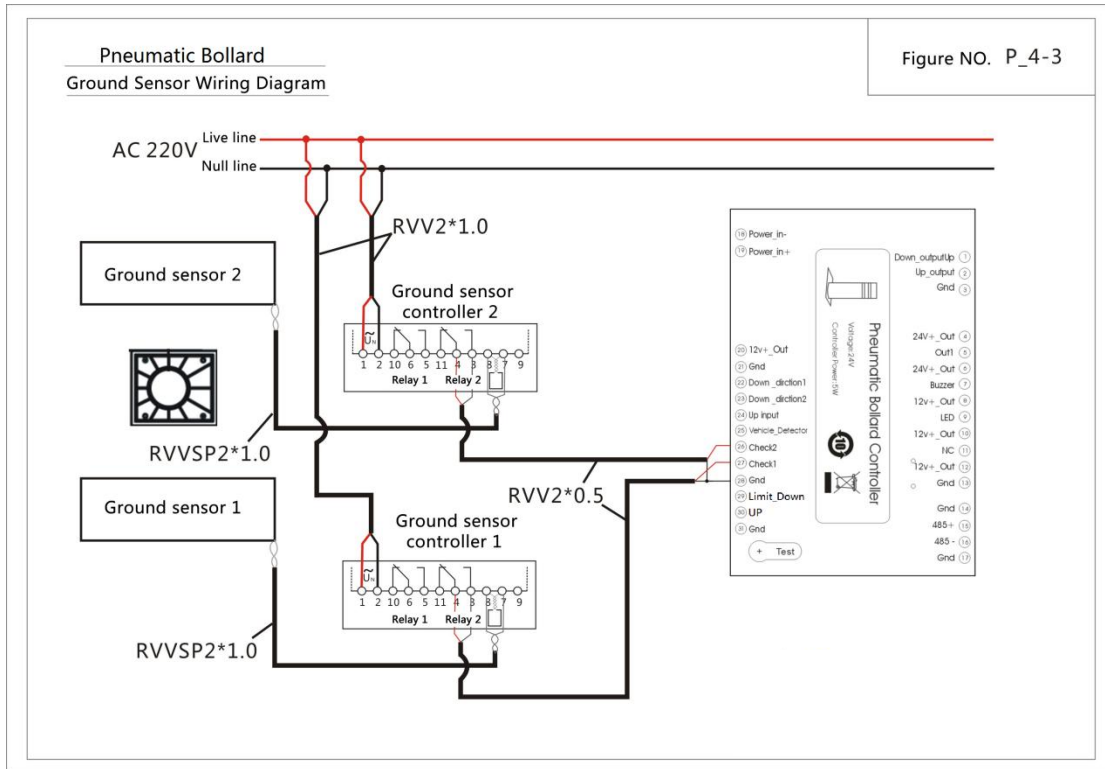 Pneumatic Bollard
Ground Sensor Wiring Diagram
Figure NO. P_4-3
AC 220V
Live line
Null line
RVV2*1.0
Ground sensor 2
Ground sensor
controller 2
~
U N
1 2 10 6 5 11 4 3 8 7 9
Relay 1 Relay 2
RVVSP2*1.0
RVV2*0.5
Ground sensor 1
Ground sensor
controller 1
~
U N
1 2 10 6 5 11 4 3 8 7 9
Relay 1 Relay 2
RVVSP2*1.0
18 Power_in-
19 Power_in+
20 12v+_Out
21 Gnd
22 Down_dirction1
23 Down_dirction2
24 Up input
25 Vehicle_Detector
26 Check2
27 Check1
28 Gnd
29 Limit_Down
30 UP
31 Gnd
+ Test
Pneumatic Bollard Controller
Voltage:24V
Controller Power:5W
10
Down_outputUp 1
Up_output 2
Gnd 3
24V+_Out 4
Out1 5
24V+_Out 6
Buzzer 7
12v+_Out 8
LED 9
12v+_Out 10
NC 11
12v+_Out 12
Gnd 13
Gnd 14
485+ 15
485- 16
Gnd 17